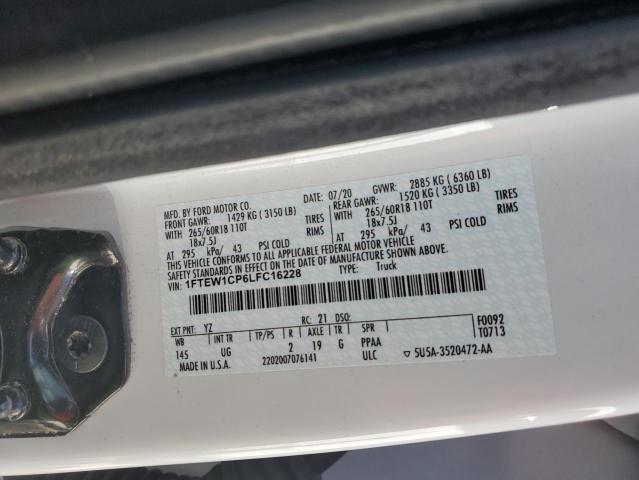 MFD. BY FORD MOTOR CO.
DATE: 07/20 GVWR: 2885 KG ( 6360 LB)
FRONT GAWR: 1429 KG ( 3150 LB) REAR GAWR: 1520 KG ( 3350 LB)
WITH 265/60R18 110T TIRES WITH 265/60R18 110T TIRES
18x7.5J RIMS 18x7.5J RIMS
AT 295 kPa/ 43 PSI COLD AT 295 kPa/ 43 PSI COLD
THIS VEHICLE CONFORMS TO ALL APPLICABLE FEDERAL MOTOR VEHICLE
SAFETY STANDARDS IN EFFECT ON THE DATE OF MANUFACTURE SHOWN ABOVE.
VIN: 1FTEW1CP6LFC16228 TYPE: Truck
EXT PNT: YZ RC: 21 DSO: F0092
WB INT TR TP/PS R AXLE TR SPR T0713
145 UG 2 19 G PPAA
MADE IN U.S.A. 2202007076141 ULC 5U5A-3520472-AA